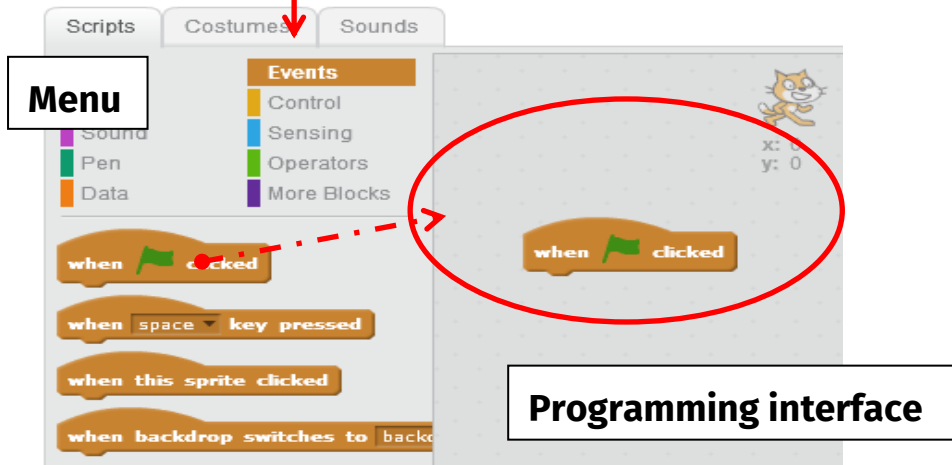 Scripts Costumes Sounds
Menu
Events
Control
Sound Sensing
Pen Operators
Data More Blocks
x: 0
y: 0
when clicked
when clicked
when space key pressed
when this sprite clicked
when backdrop switches to
Programming interface